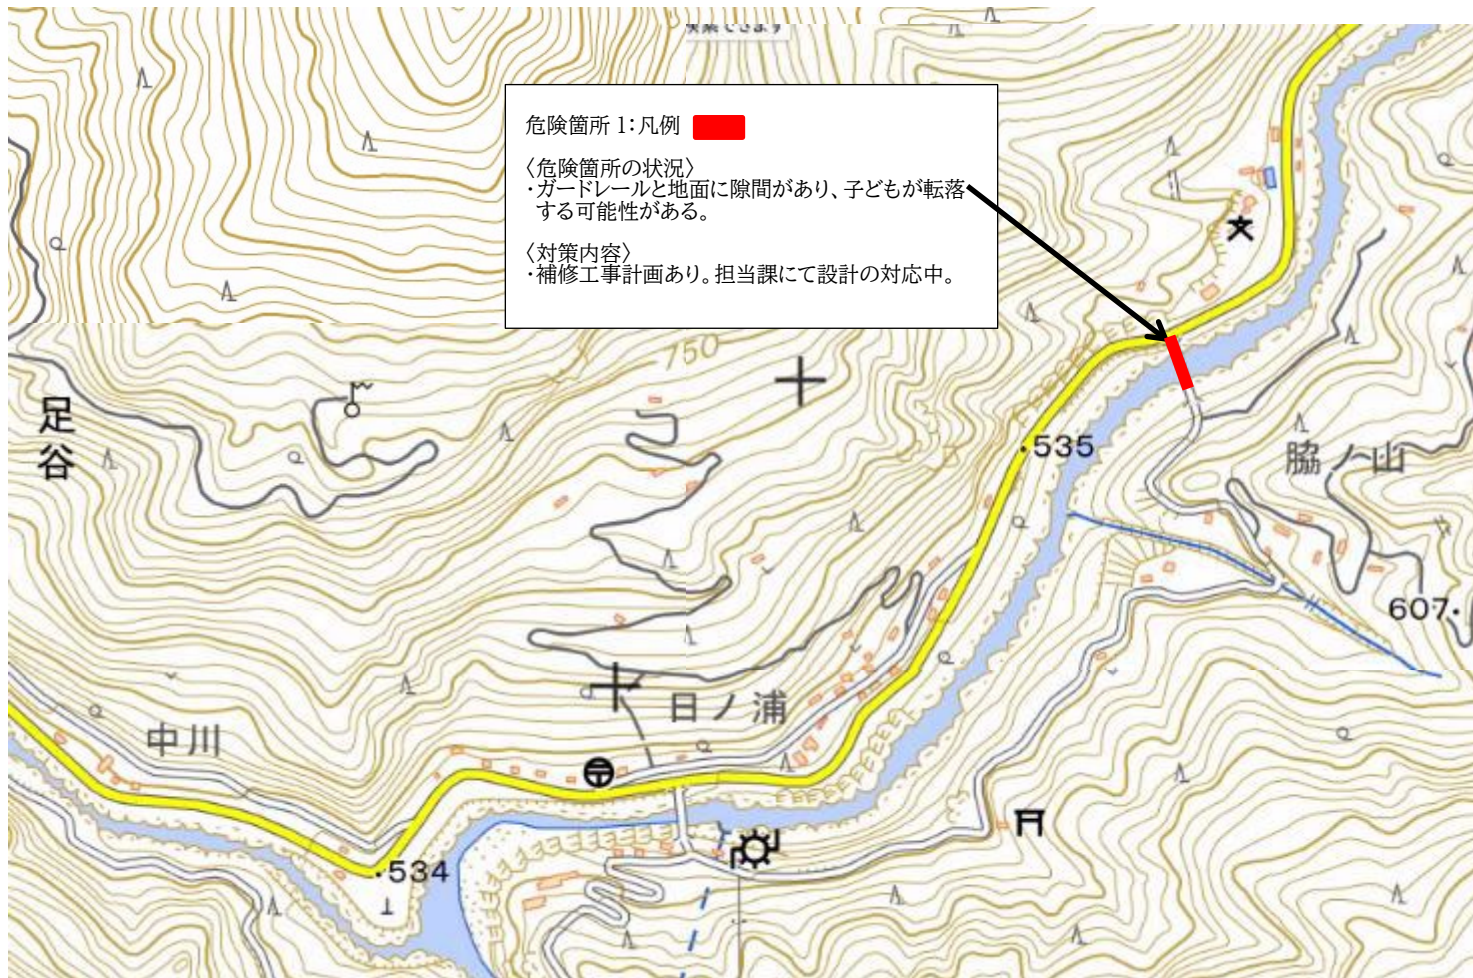 危険箇所 1：凡例
〈危険箇所の状況〉
・ガードレールと地面に隙間があり、子どもが転落
する可能性がある。
〈対策内容〉
・補修工事計画あり。担当課にて設計の対応中。
750
足谷
・535
脇ノ山
607・
日ノ浦
中川
・534